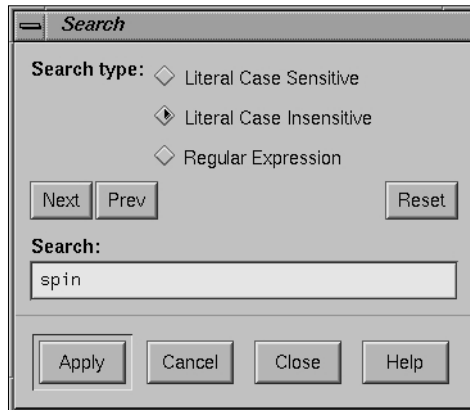 Search
Search type:
Literal Case Sensitive
Literal Case Insensitive
Regular Expression
Next Prev Reset
Search:
spin
Apply Cancel Close Help